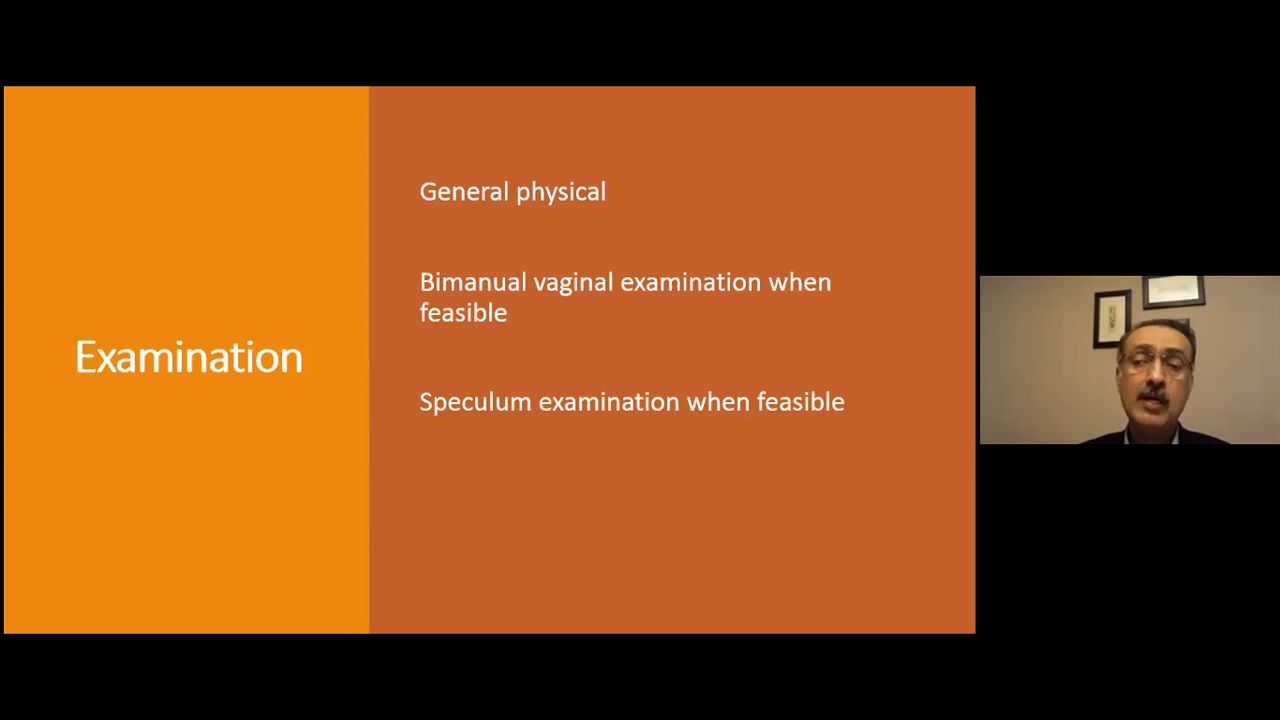 Examination
General physical
Bimanual vaginal examination when
feasible
Speculum examination when feasible